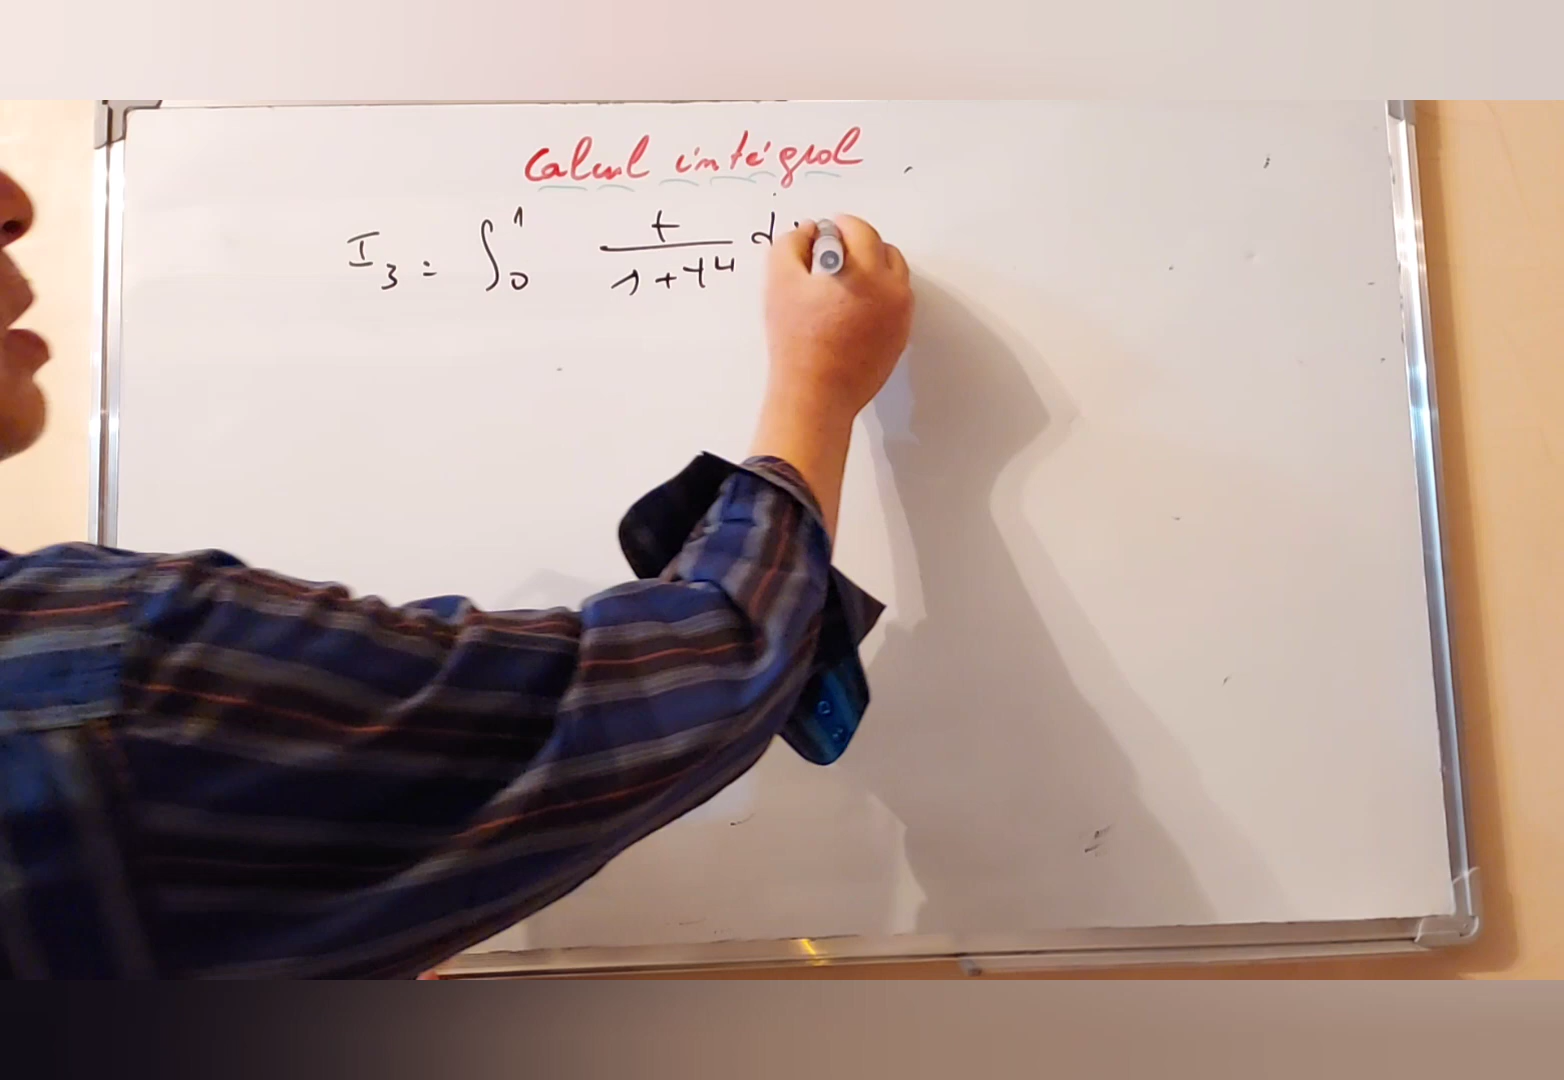 Calcul intégral
I₃ = ∫₀¹ t/(1+t⁴) d